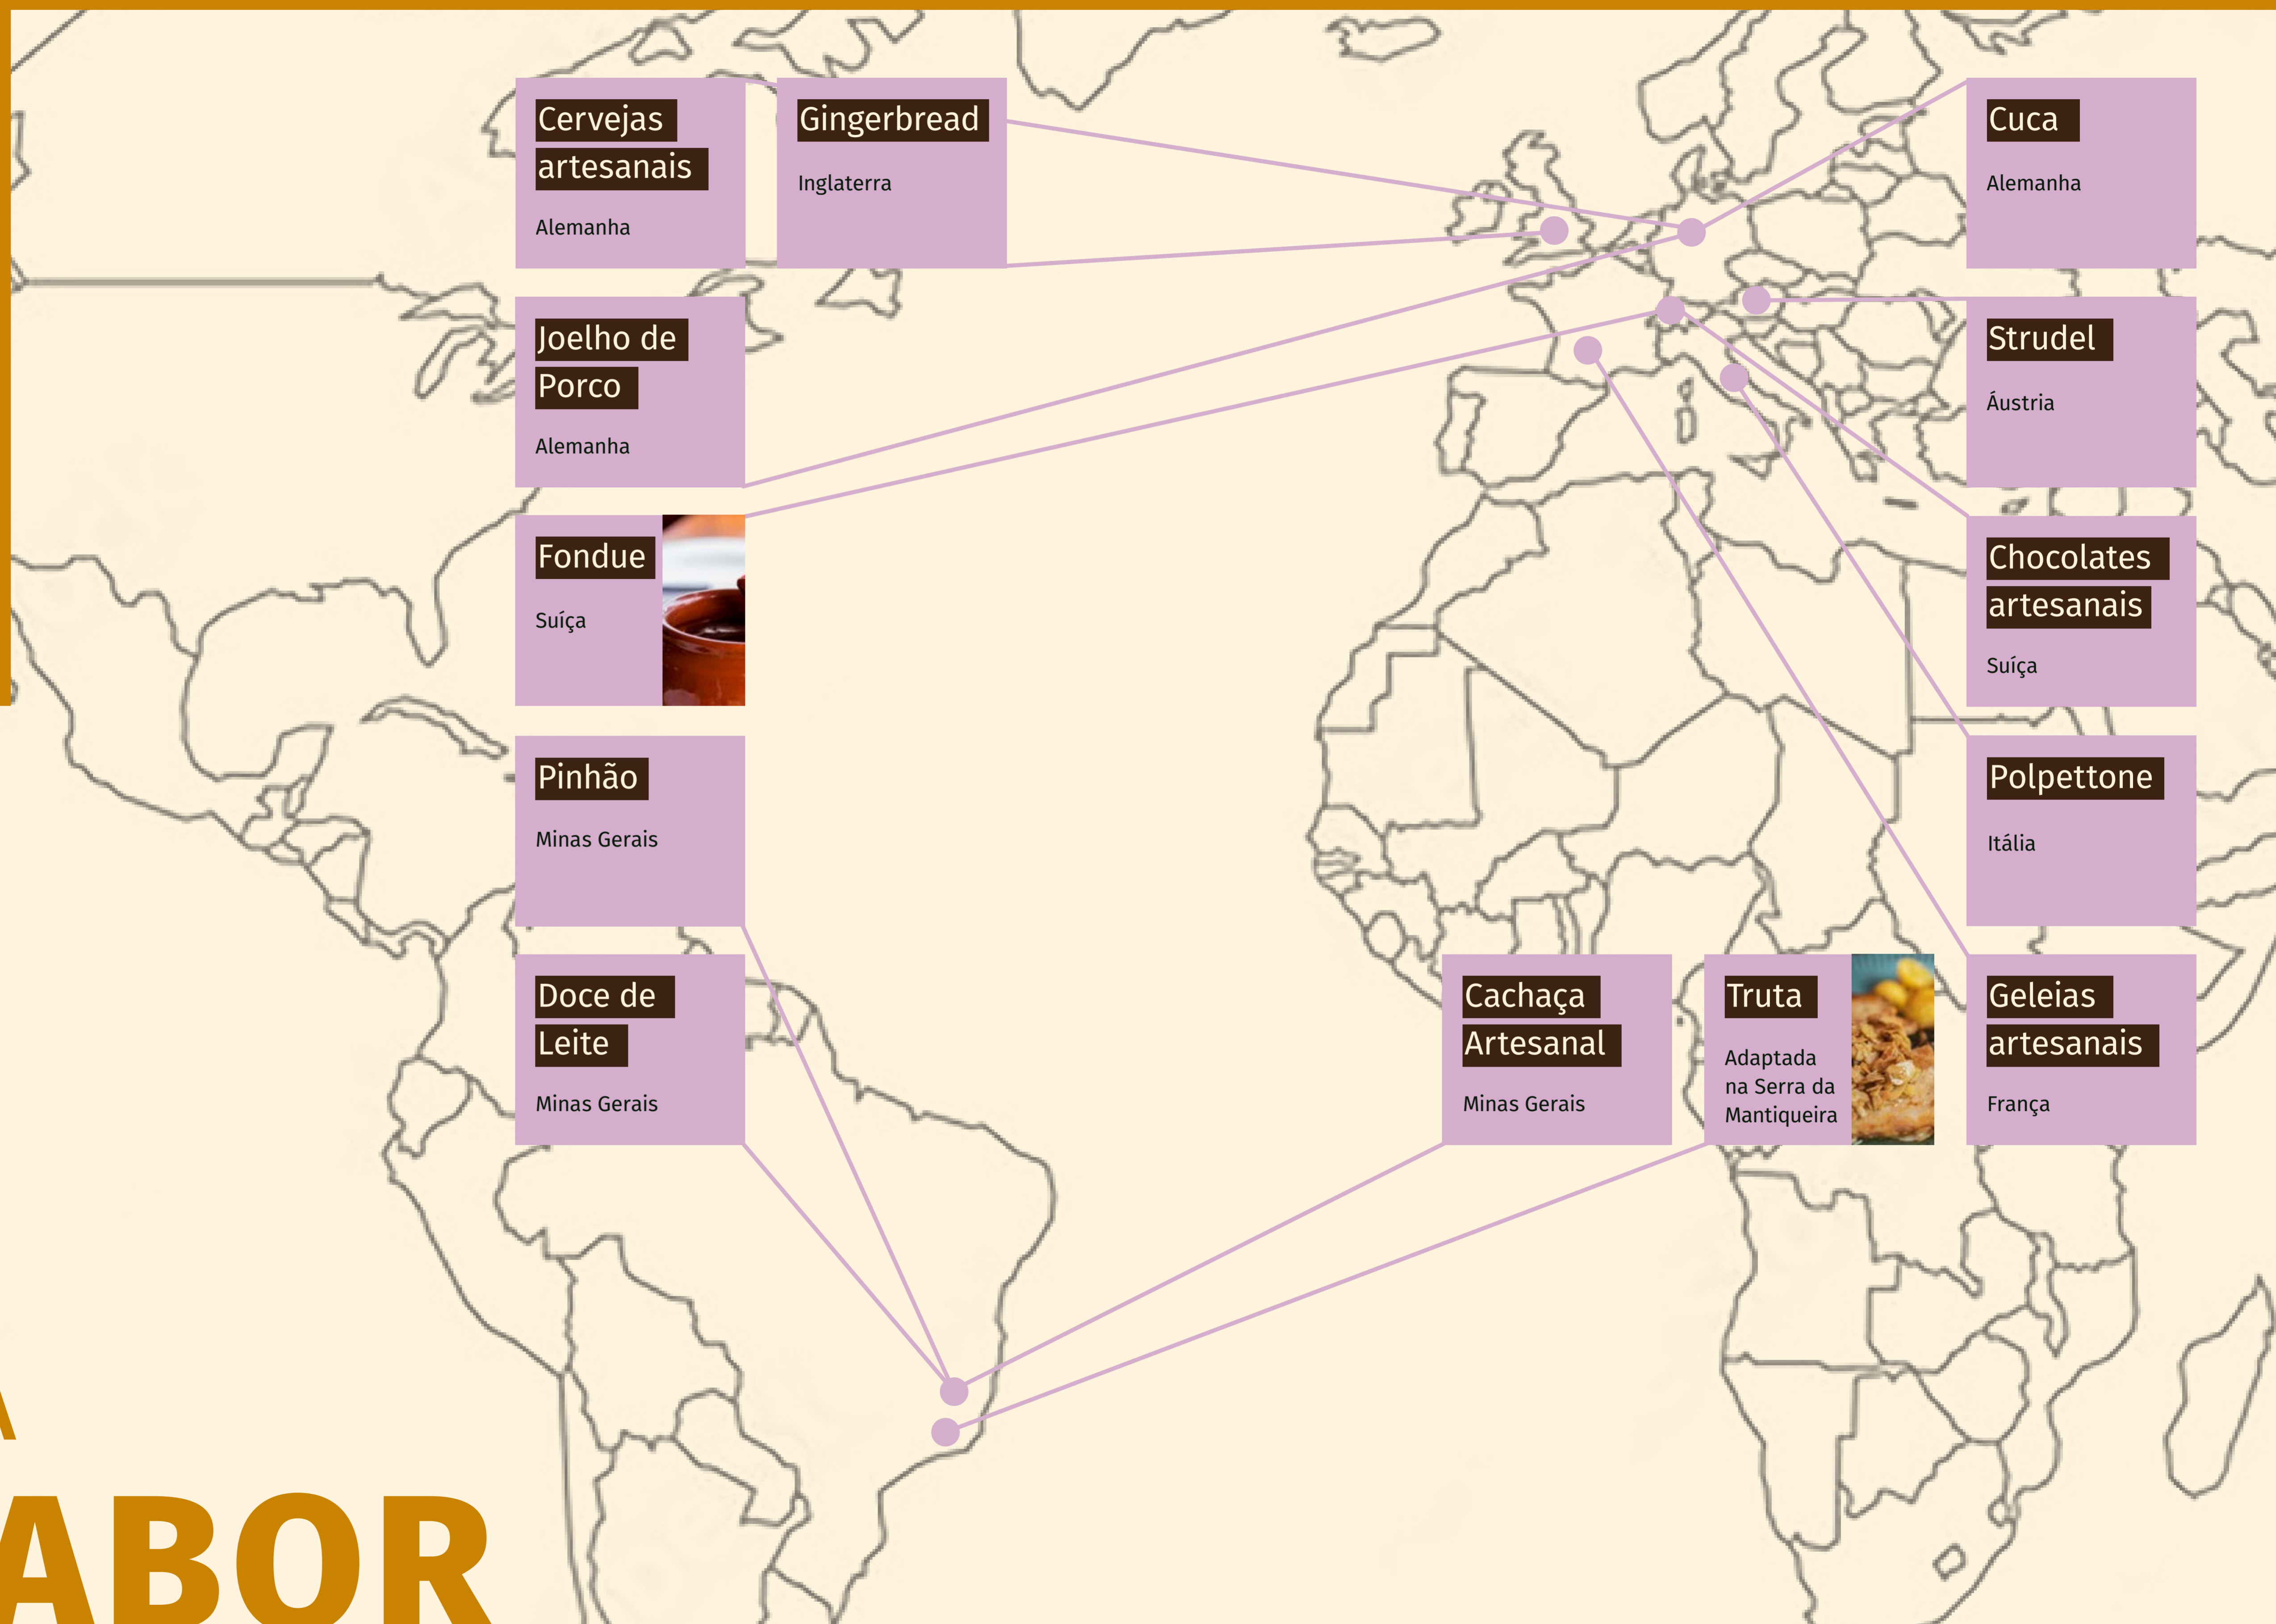 Cervejas
artesanais
Alemanha
Gingerbread
Inglaterra
Cuca
Alemanha
Joelho de
Porco
Alemanha
Strudel
Áustria
Fondue
Suíça
Chocolates
artesanais
Suíça
Pinhão
Minas Gerais
Polpettone
Itália
Doce de
Leite
Minas Gerais
Cachaça
Artesanal
Minas Gerais
Truta
Adaptada
na Serra da
Mantiqueira
Geleias
artesanais
França
A
ABOR